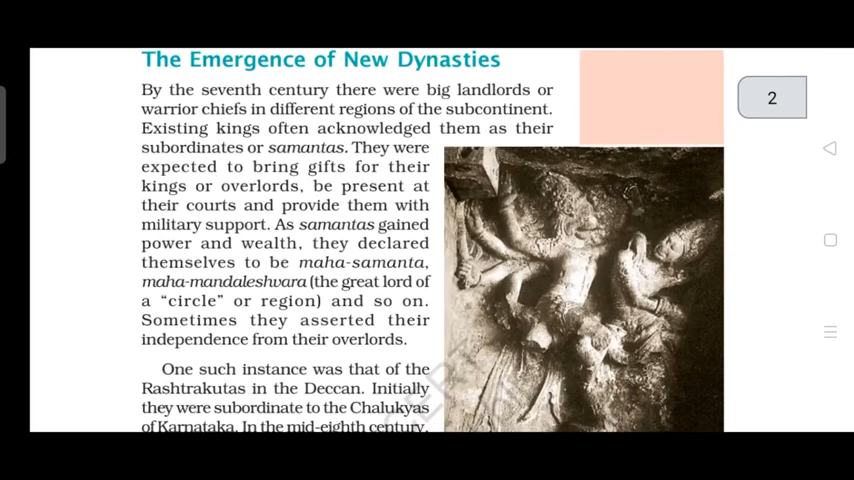 The Emergence of New Dynasties
By the seventh century there were big landlords or
warrior chiefs in different regions of the subcontinent.
Existing kings often acknowledged them as their
subordinates or samantas. They were
expected to bring gifts for their
kings or overlords, be present at
their courts and provide them with
military support. As samantas gained
power and wealth, they declared
themselves to be maha-samanta,
maha-mandaleshvara (the great lord of
a “circle” or region) and so on.
Sometimes they asserted their
independence from their overlords.
One such instance was that of the
Rashtrakutas in the Deccan. Initially
they were subordinate to the Chalukyas
of Karnataka. In the mid-eighth century,
2